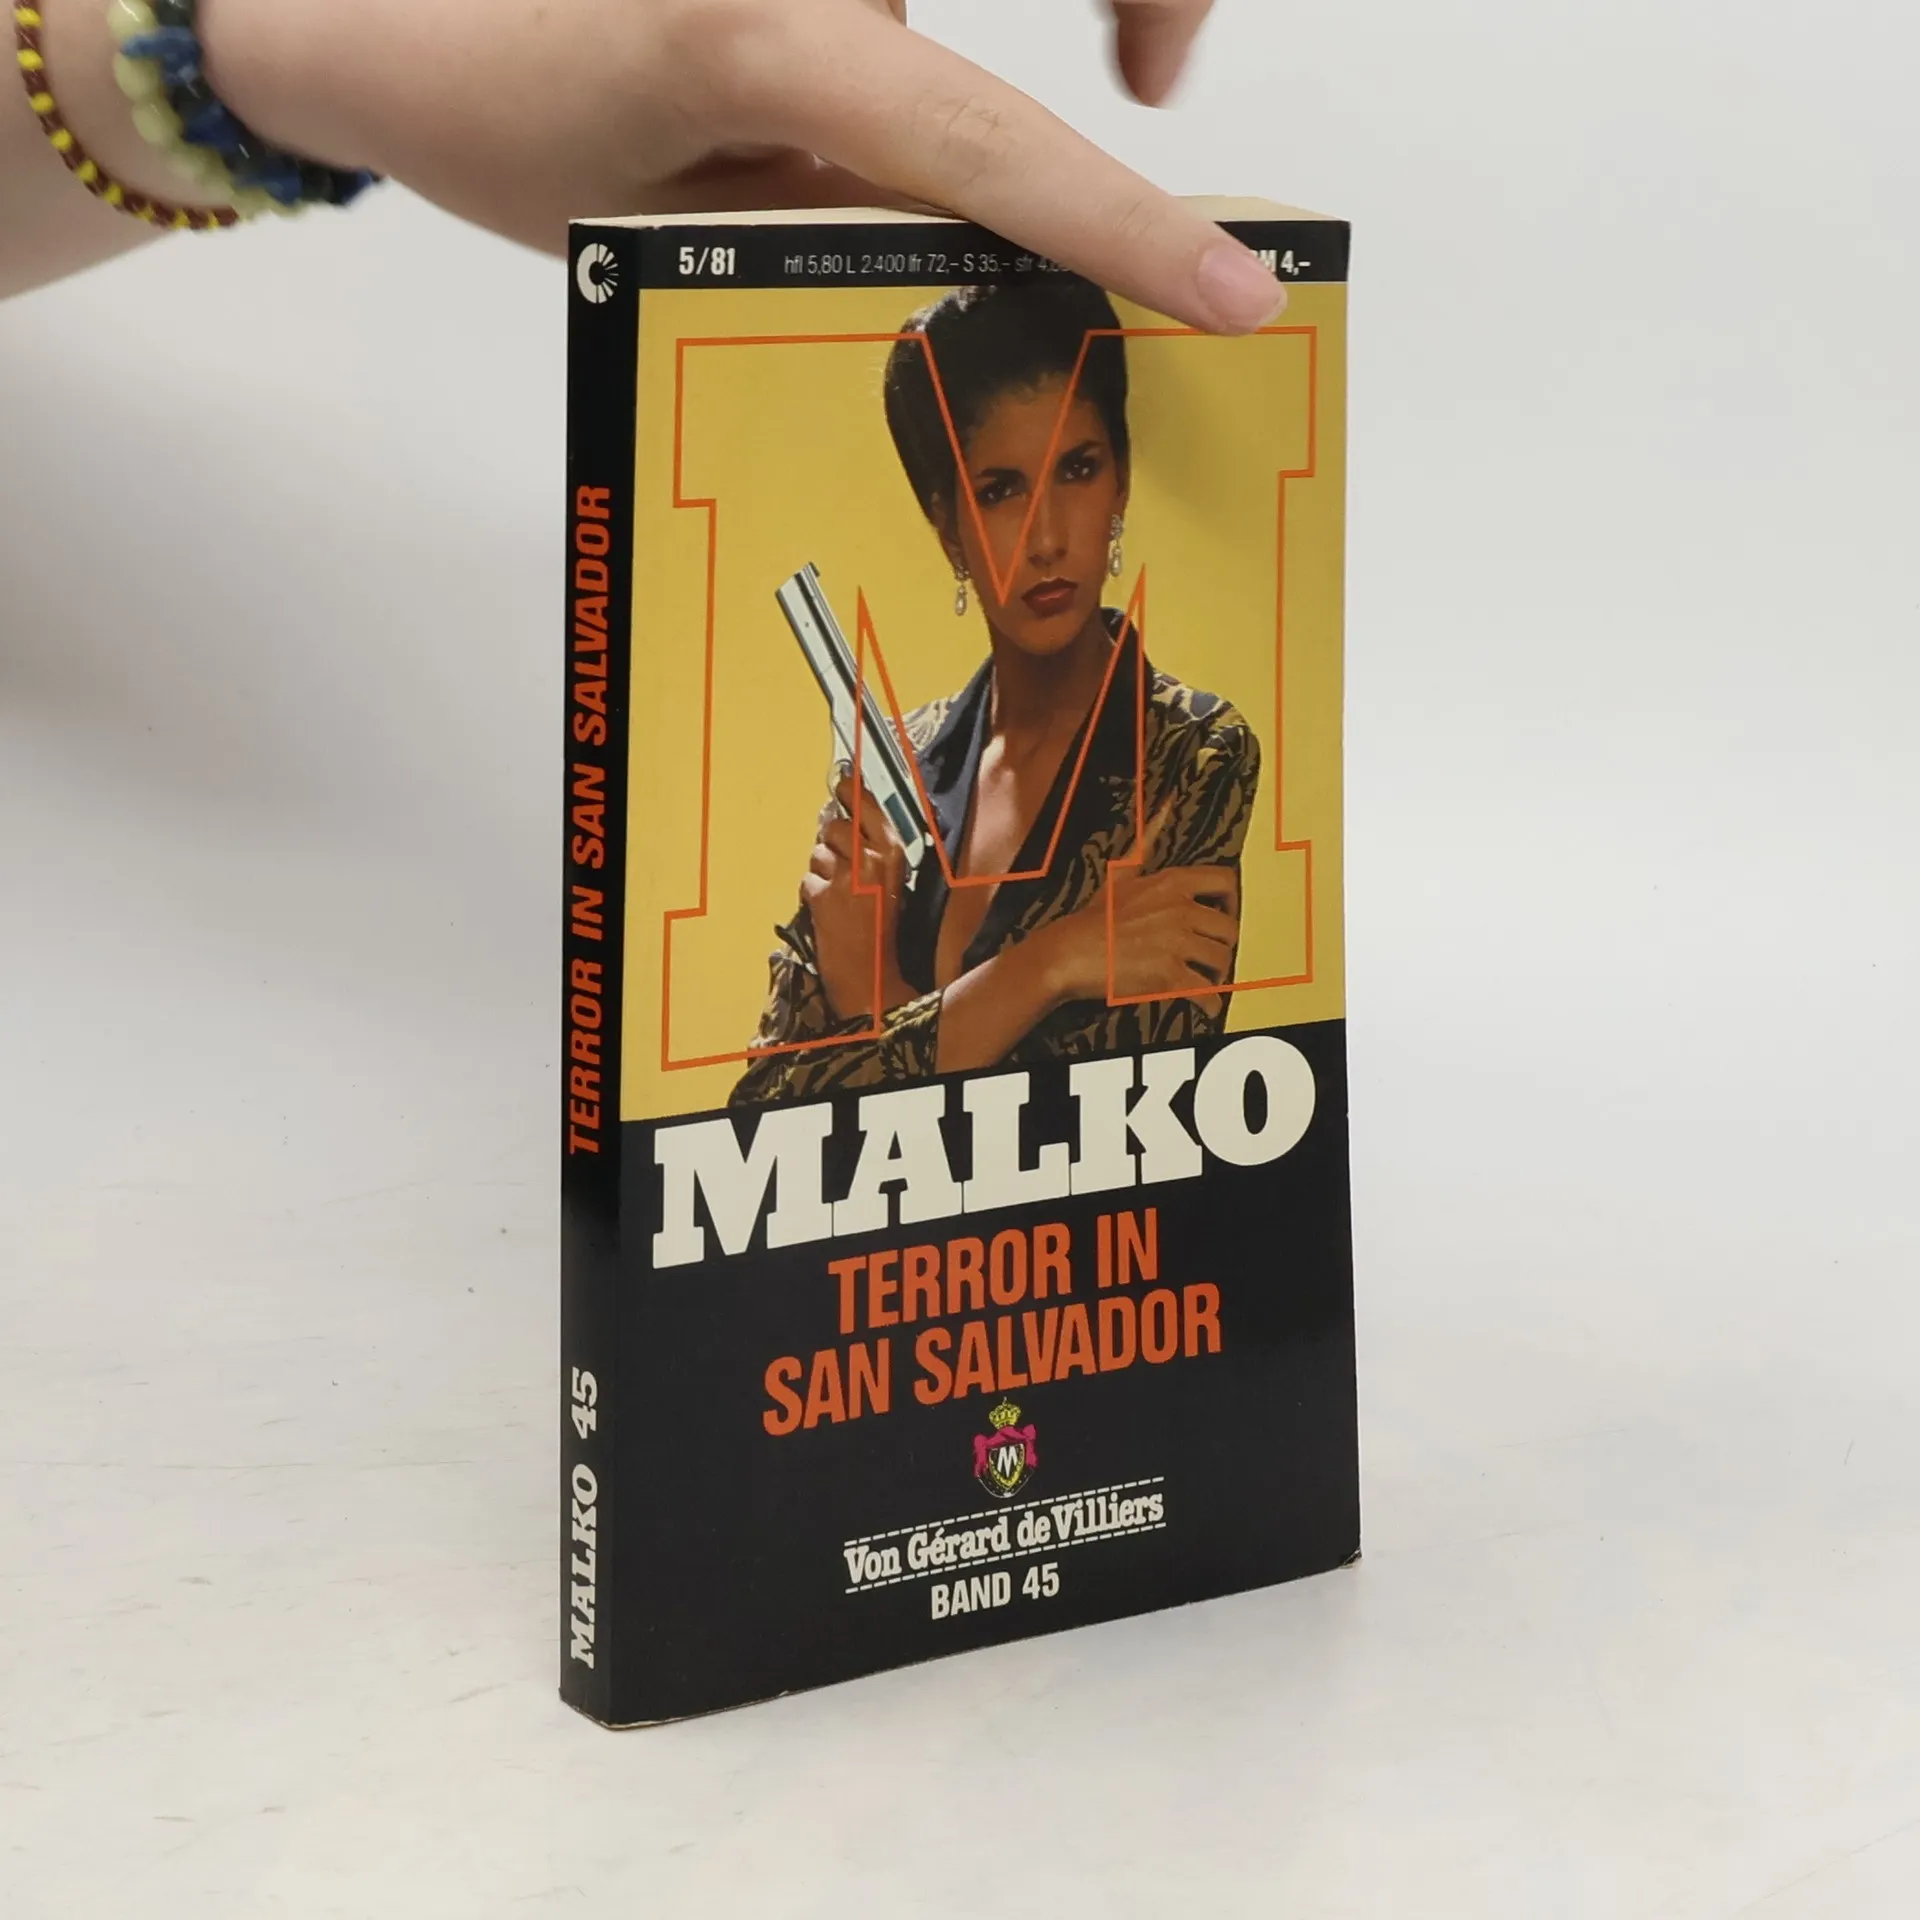 5/81
hfl 5,80 L 2.400 lfr 72,- S 35.- sfr
4,-
M
MALKO
TERROR IN
SAN SALVADOR
M
Von Gérard de Villiers
BAND 45
TERROR IN SAN SALVADOR
MALKO 45